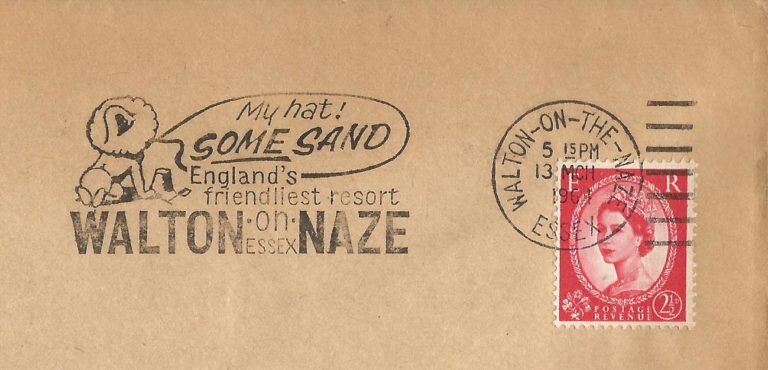 My hat!
SOME SAND
England's
friendliest resort
WALTON·on·NAZE
ESSEX
WALTON-ON-THE-NAZE
5 15PM
13 MCH
ESSEX
E R
POSTAGE
REVENUE
2½D